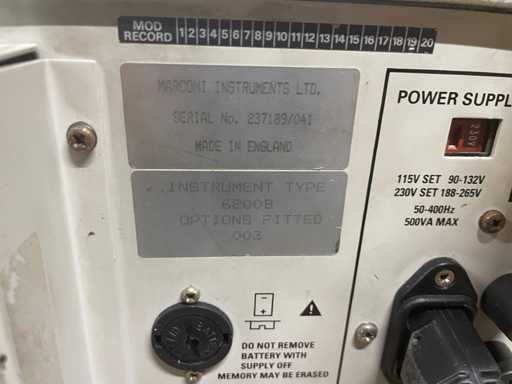 MOD
RECORD
1 2 3 4 5 6 7 8 9 10 11 12 13 14 15 16 17 18 19 20
MARCONI INSTRUMENTS LTD.
SERIAL No. 237189/041
MADE IN ENGLAND
INSTRUMENT TYPE
6200B
OPTIONS FITTED
003
POWER SUPPL
230V
115V SET 90-132V
230V SET 188-265V
50-400Hz
500VA MAX
DO NOT REMOVE
BATTERY WITH
SUPPLY OFF
MEMORY MAY BE ERASED